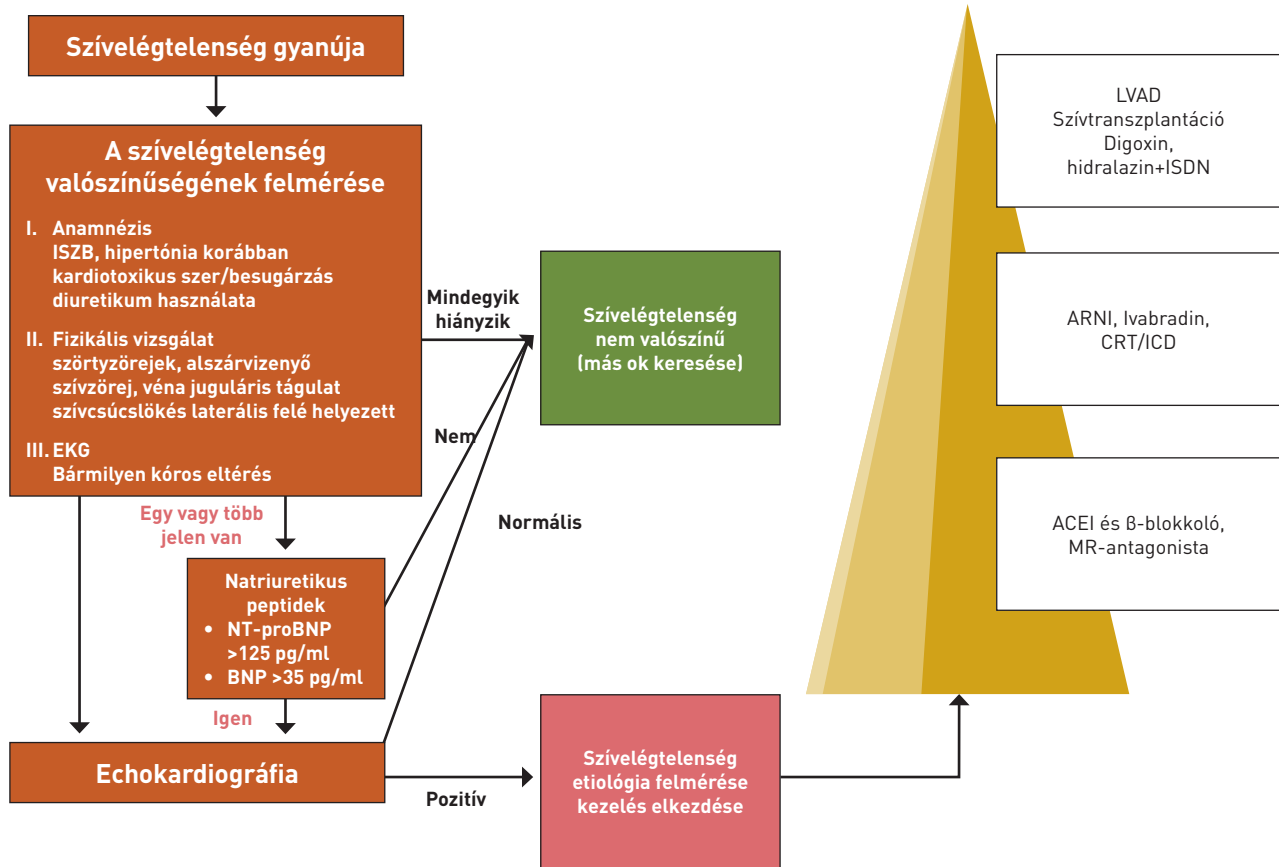 Szívelégtelenség gyanúja
A szívelégtelenség
valószínűségének felmérése
I. Anamnézis
ISZB, hipertónia korábban
kardiotoxikus szer/besugárzás
diuretikum használata
II. Fizikális vizsgálat
szörtyzörejek, alszárvizenyő
szívzörej, véna juguláris tágulat
szívcsúcslökés laterális felé helyezett
III. EKG
Bármilyen kóros eltérés
Mindegyik
hiányzik
Szívelégtelenség
nem valószínű
(más ok keresése)
Nem
Normális
Egy vagy több
jelen van
Natriuretikus
peptidek
• NT-proBNP
>125 pg/ml
• BNP >35 pg/ml
Igen
Echokardiográfia
Pozitív
Szívelégtelenség
etiológia felmérése
kezelés elkezdése
LVAD
Szívtranszplantáció
Digoxin,
hidralazin+ISDN
ARNI, Ivabradin,
CRT/ICD
ACEI és ß-blokkoló,
MR-antagonista